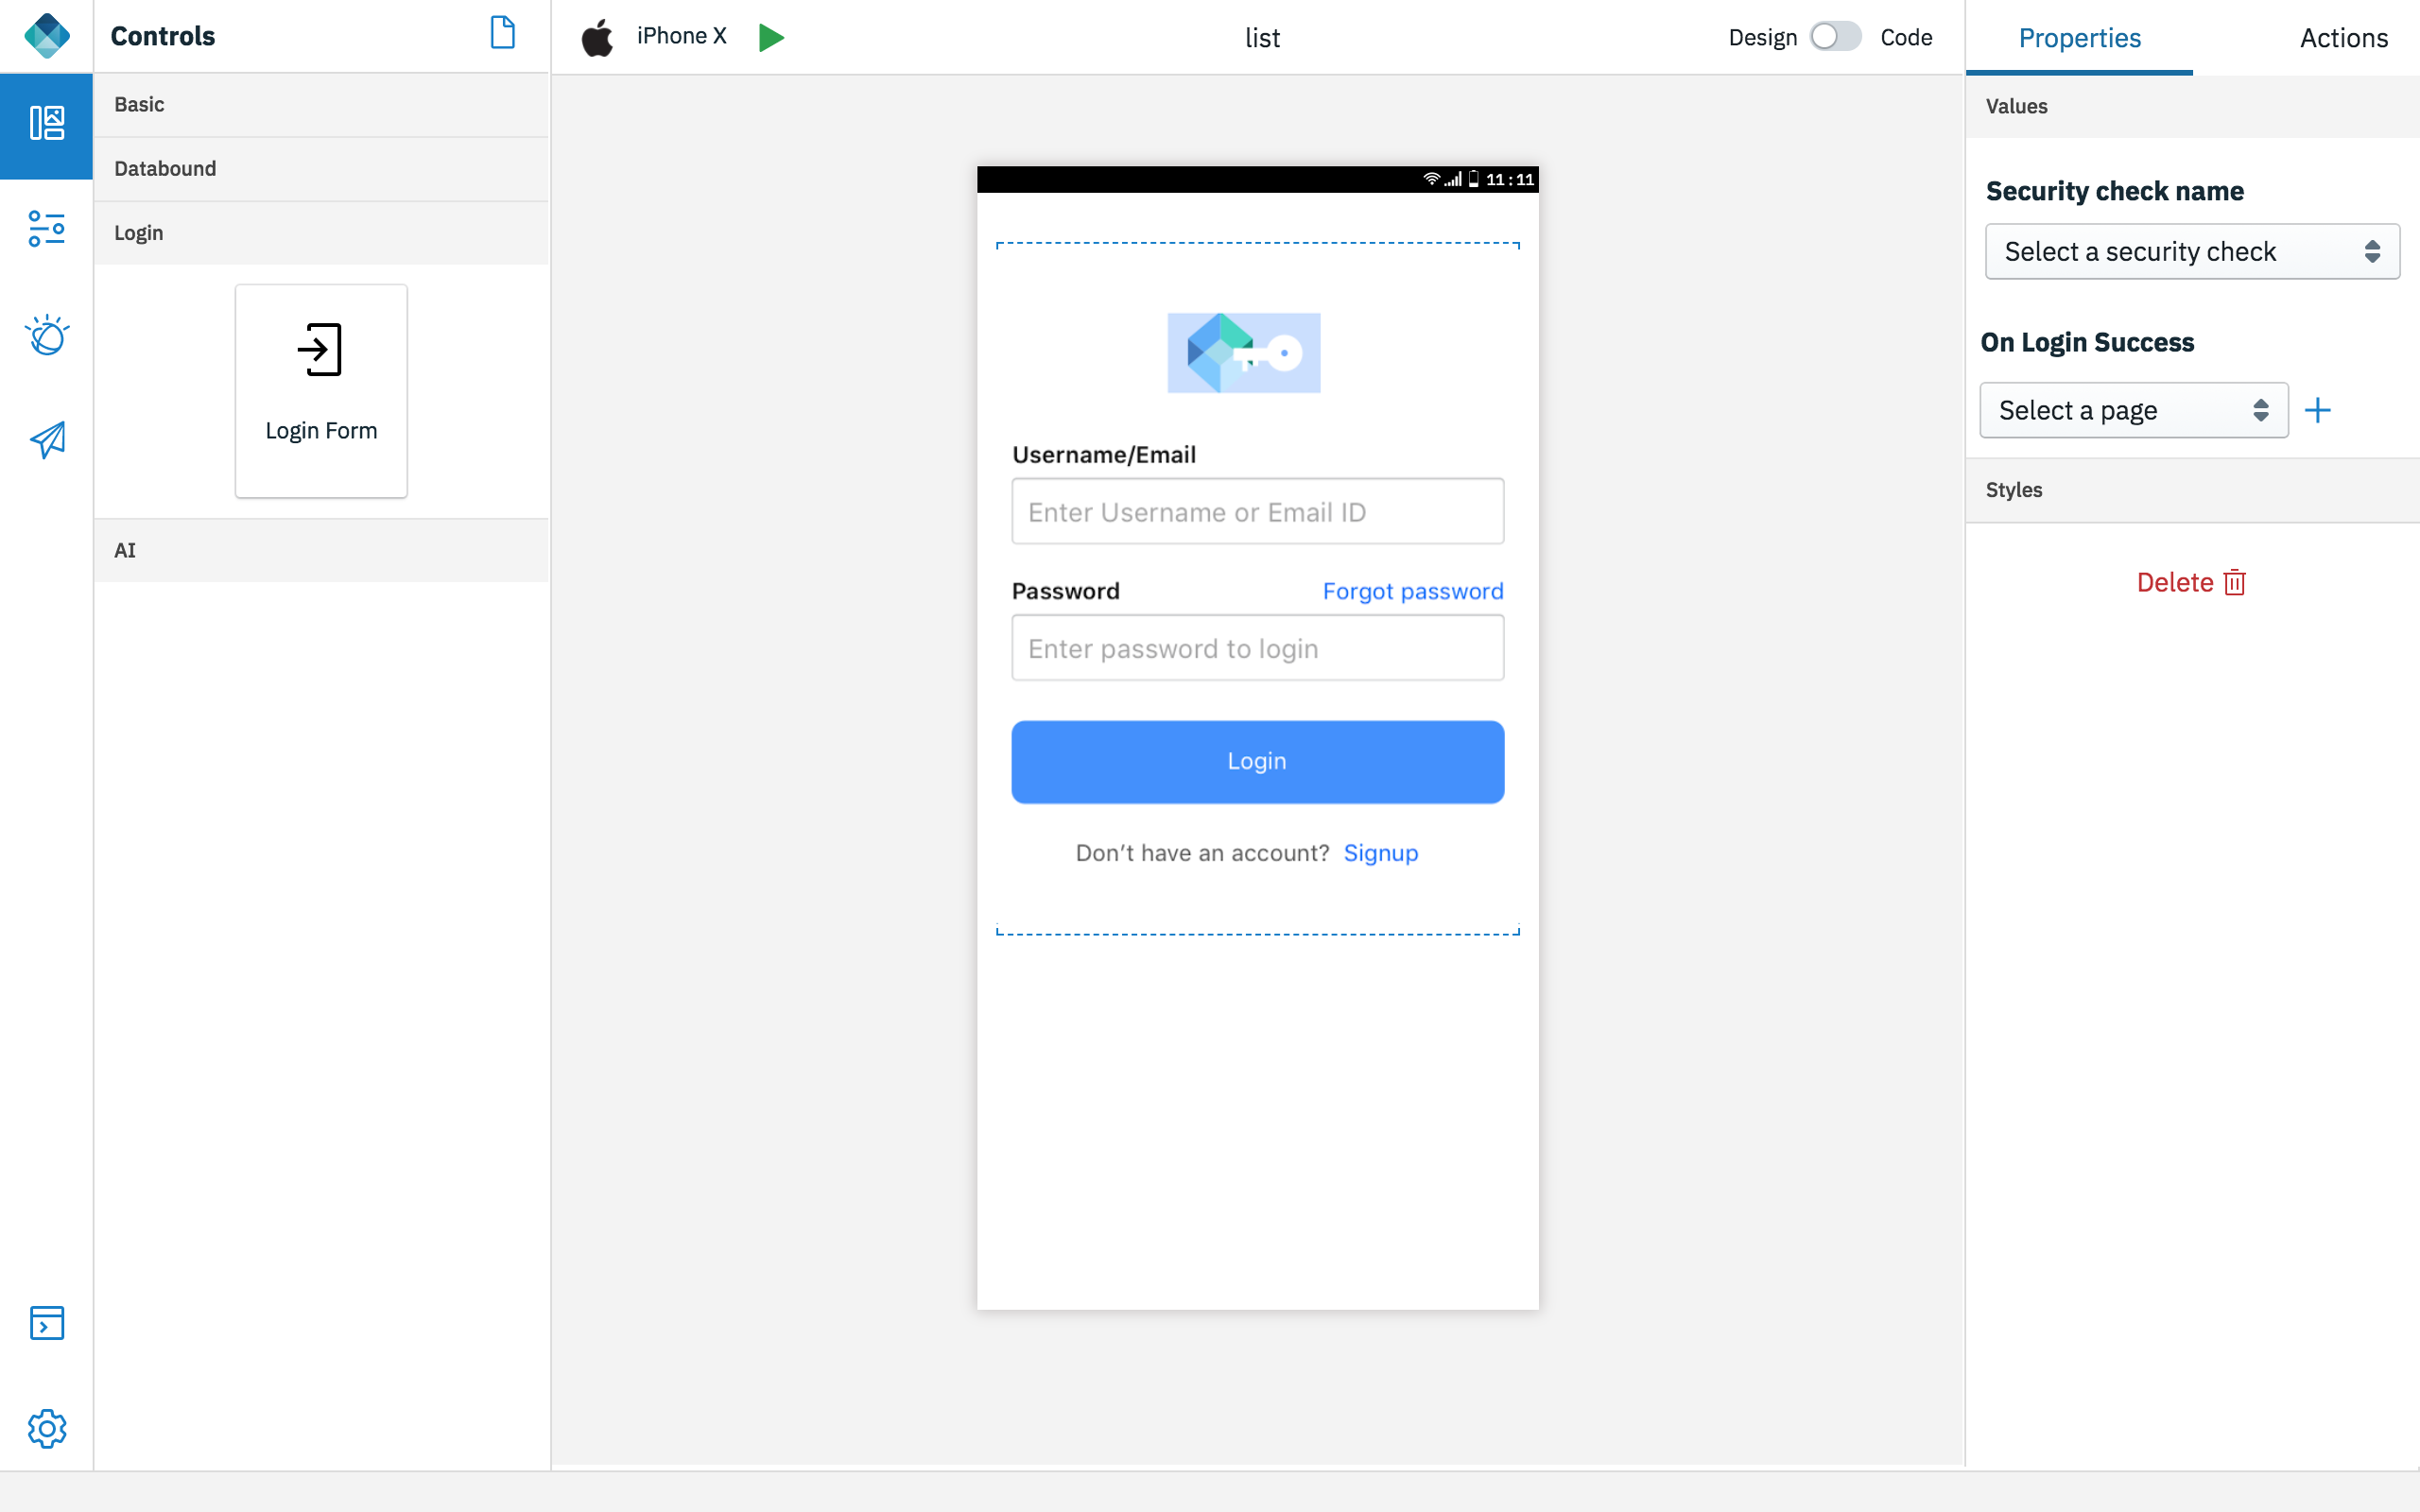 Controls
iPhone X
list
Design
Code
Properties
Actions
Basic
Databound
Login
Login Form
AI
11:11
Username/Email
Enter Username or Email ID
Password
Forgot password
Enter password to login
Login
Don’t have an account? Signup
Values
Security check name
Select a security check
On Login Success
Select a page
Styles
Delete